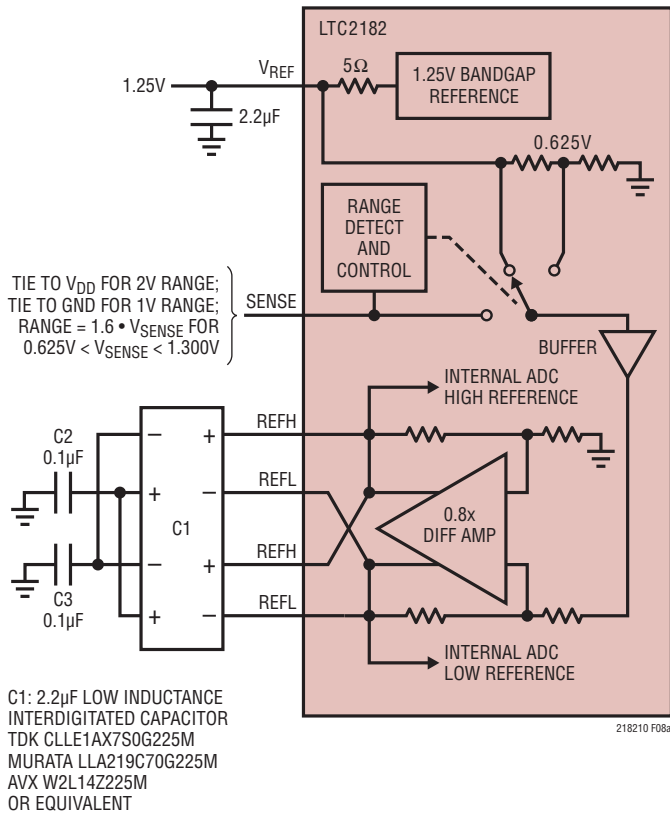 LTC2182
VREF
5Ω
1.25V
1.25V BANDGAP
REFERENCE
2.2µF
0.625V
RANGE
DETECT
AND
CONTROL
TIE TO VDD FOR 2V RANGE;
TIE TO GND FOR 1V RANGE;
RANGE = 1.6 • VSENSE FOR
0.625V < VSENSE < 1.300V
SENSE
BUFFER
INTERNAL ADC
HIGH REFERENCE
C2
0.1µF
– + REFH
+ – REFL
C1
0.8x
DIFF AMP
– + REFH
C3
0.1µF
+ – REFL
INTERNAL ADC
LOW REFERENCE
C1: 2.2µF LOW INDUCTANCE
INTERDIGITATED CAPACITOR
TDK CLLE1AX7S0G225M
MURATA LLA219C70G225M
AVX W2L14Z225M
OR EQUIVALENT
218210 F08a